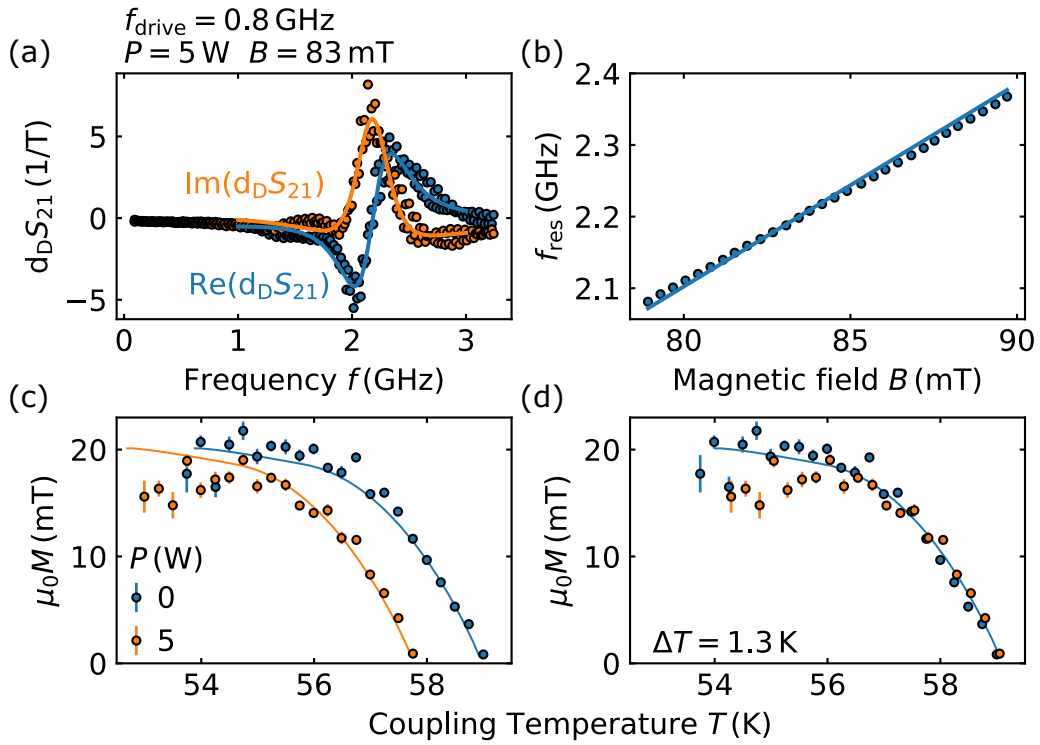 f_drive = 0.8 GHz
P = 5 W B = 83 mT
(a)
d_D S_21 (1/T)
5
0
−5
Im(d_D S_21)
Re(d_D S_21)
0
1
2
3
Frequency f (GHz)
(b)
f_res (GHz)
2.4
2.3
2.2
2.1
80
85
90
Magnetic field B (mT)
(c)
μ₀M (mT)
20
10
0
P (W)
0
5
54
56
58
(d)
μ₀M (mT)
20
10
0
ΔT = 1.3 K
54
56
58
Coupling Temperature T (K)